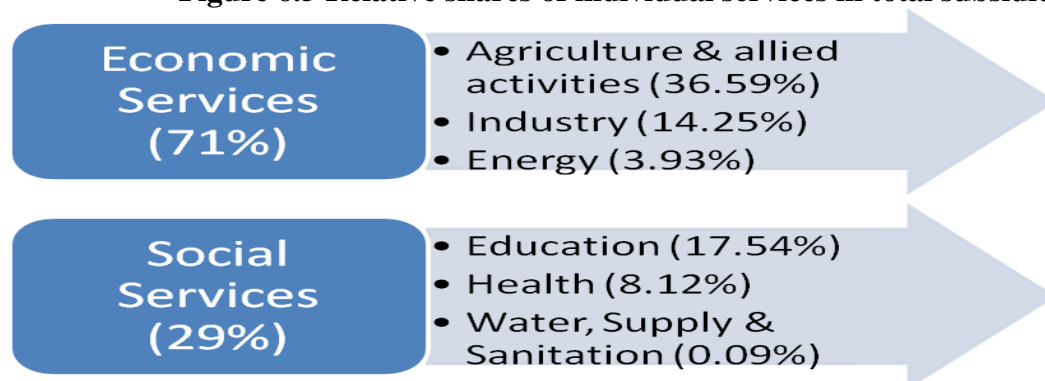 Economic
Services
(71%)
• Agriculture & allied
activities (36.59%)
• Industry (14.25%)
• Energy (3.93%)
Social
Services
(29%)
• Education (17.54%)
• Health (8.12%)
• Water, Supply &
Sanitation (0.09%)